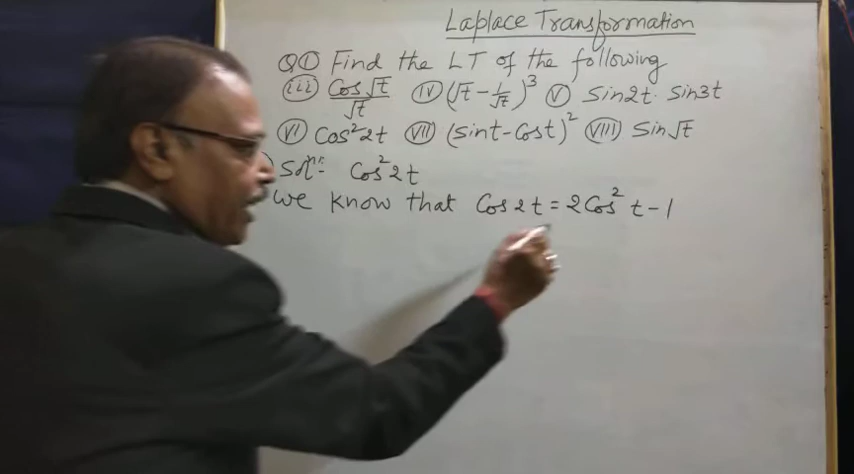 Laplace Transformation
Q① Find the LT of the following
(iii) Cos√t/√t (iv) (√t - 1/√t)³ (v) Sin2t · Sin3t
(vi) Cos²2t (vii) (sint - Cost)² (viii) Sin√t
) Solⁿ:- Cos²2t
We know that Cos2t = 2Cos²t - 1